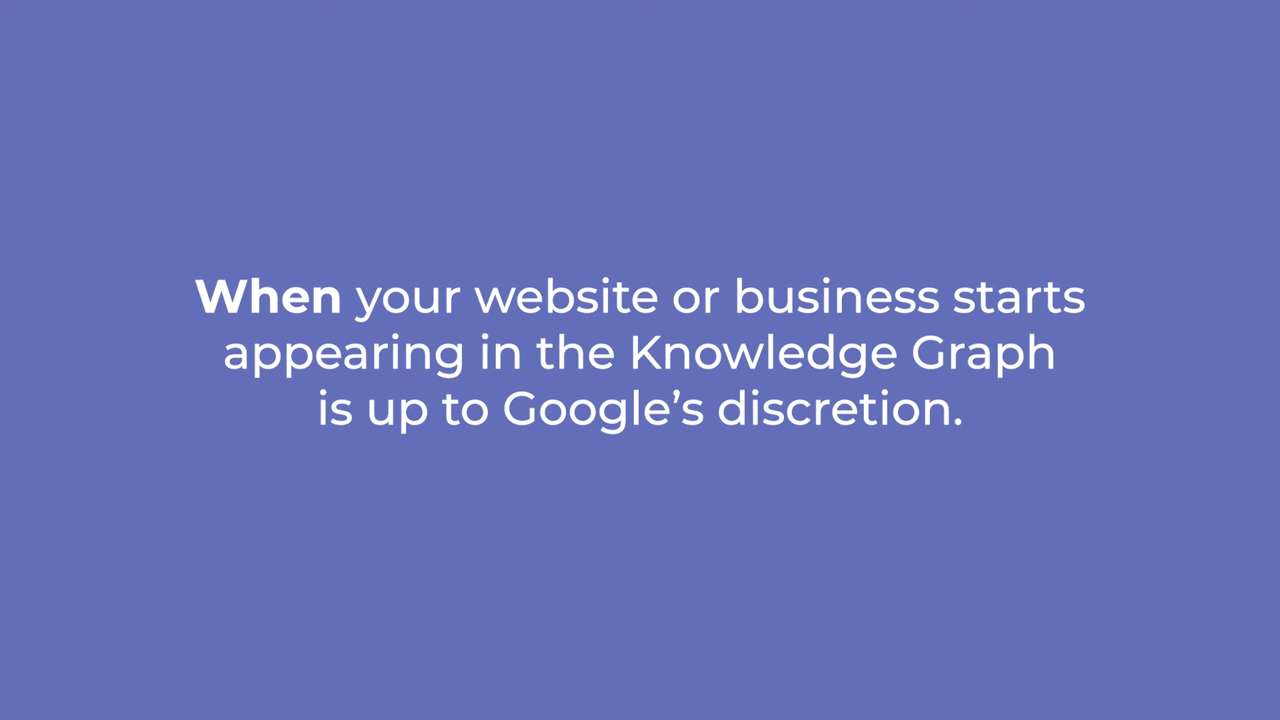 When your website or business starts
appearing in the Knowledge Graph
is up to Google’s discretion.